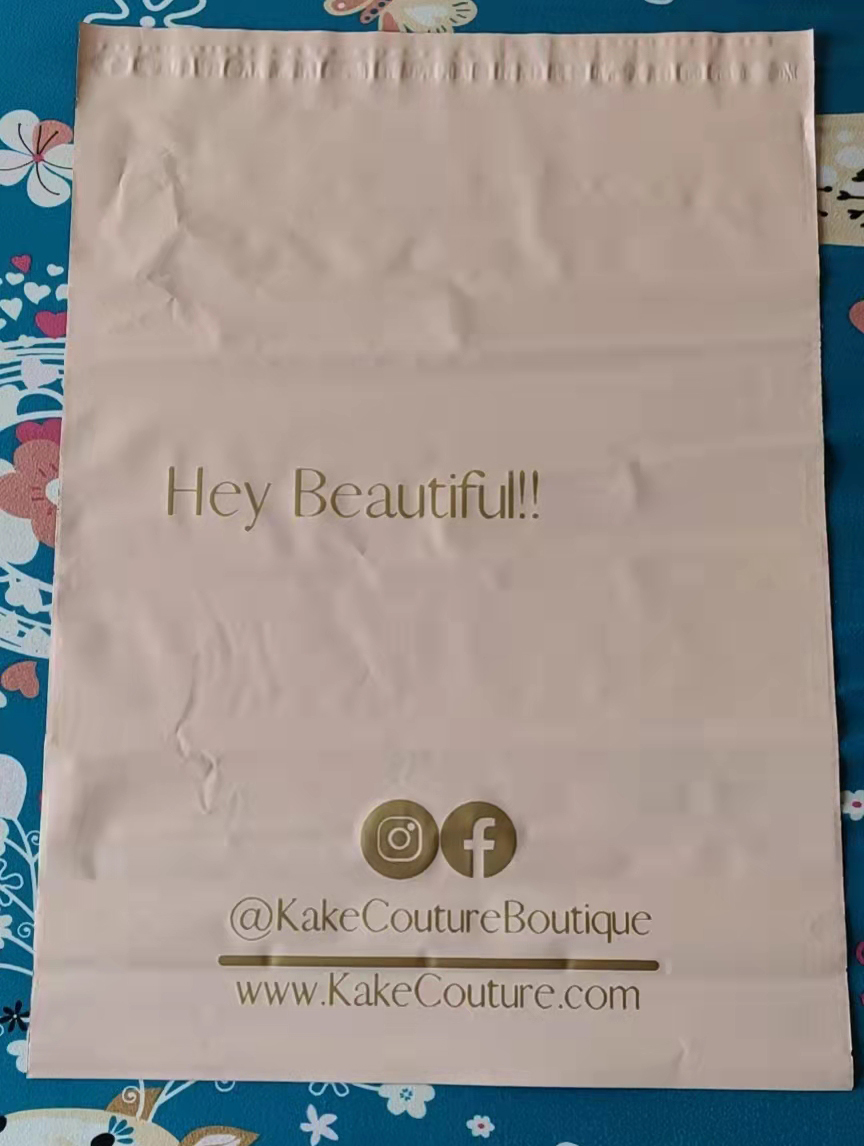 Hey Beautiful!!
@KakeCoutureBoutique
www.KakeCouture.com